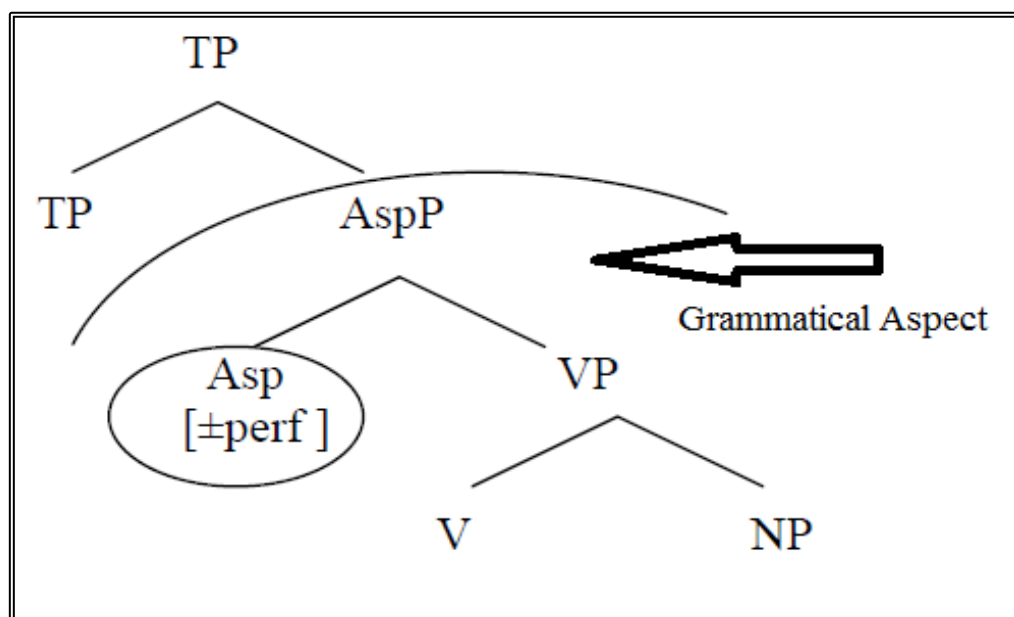 TP
TP AspP
Grammatical Aspect
Asp VP
[±perf ]
V NP